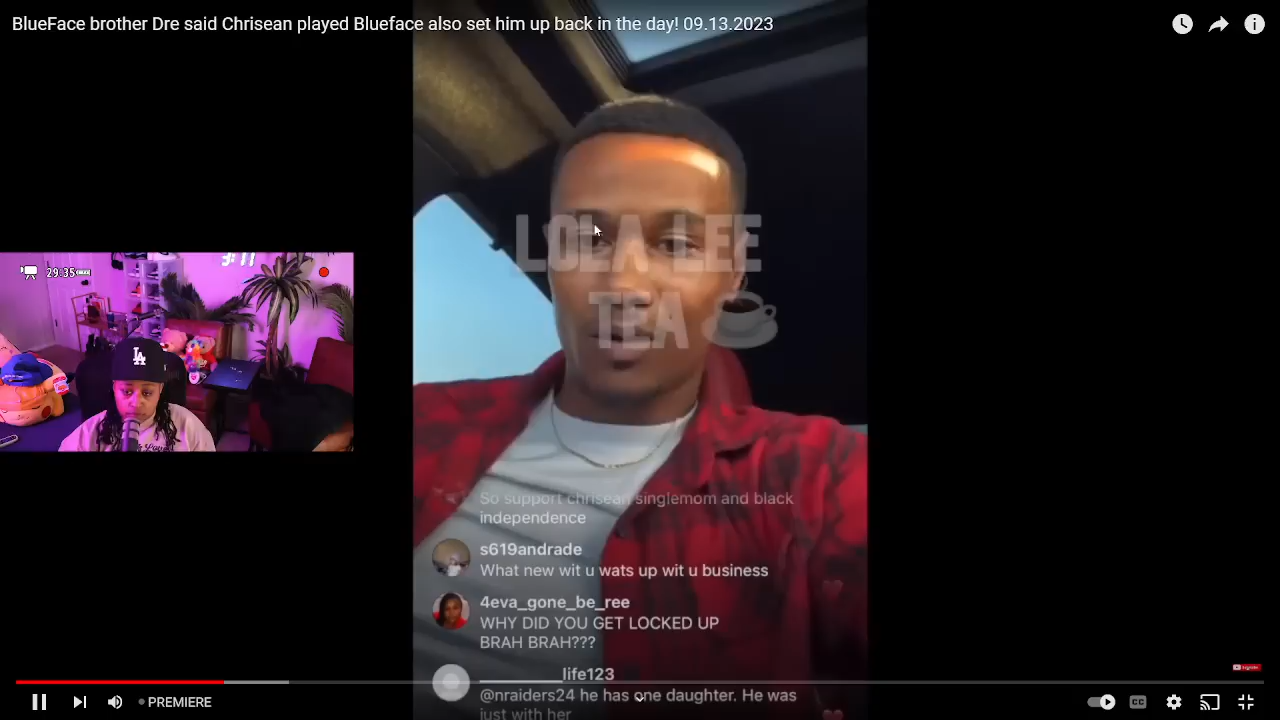 BlueFace brother Dre said Chrisean played Blueface also set him up back in the day! 09.13.2023
LOLA LEE
TEA
29:35
LA
So support chrisean singlemom and black
independence
s619andrade
What new wit u wats up wit u business
4eva_gone_be_ree
WHY DID YOU GET LOCKED UP
BRAH BRAH???
_________life123
@nraiders24 he has one daughter. He was
just with her
PREMIERE
CC